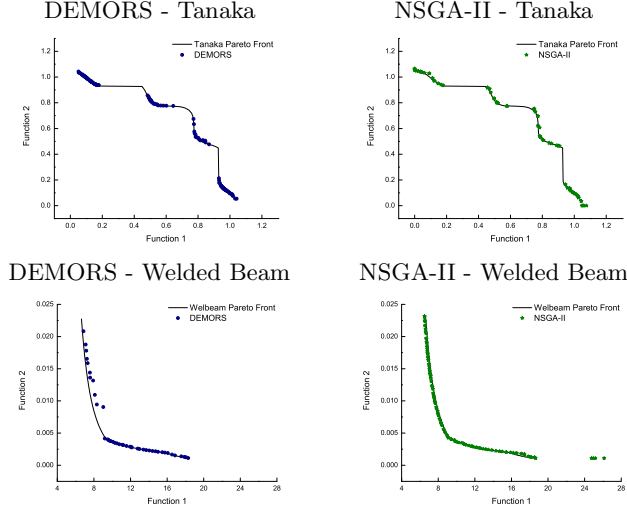 DEMORS - Tanaka
NSGA-II - Tanaka
Tanaka Pareto Front
DEMORS
1.2
1.0
0.8
0.6
0.4
0.2
0.0
Function 2
0.0 0.2 0.4 0.6 0.8 1.0 1.2
Function 1
Tanaka Pareto Front
NSGA-II
1.2
1.0
0.8
0.6
0.4
0.2
0.0
Function 2
0.0 0.2 0.4 0.6 0.8 1.0 1.2
Function 1
DEMORS - Welded Beam
NSGA-II - Welded Beam
Welbeam Pareto Front
DEMORS
0.025
0.020
0.015
0.010
0.005
0.000
Function 2
4 8 12 16 20 24 28
Function 1
Welbeam Pareto Front
NSGA-II
0.025
0.020
0.015
0.010
0.005
0.000
Function 2
4 8 12 16 20 24 28
Function 1